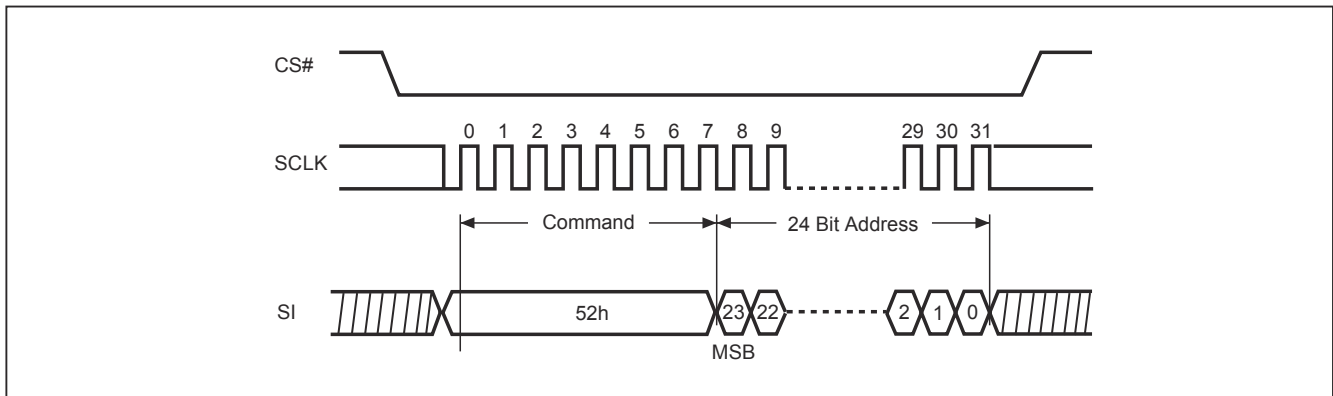 CS#
0 1 2 3 4 5 6 7 8 9 29 30 31
SCLK
Command 24 Bit Address
SI 52h 23 22 2 1 0
MSB